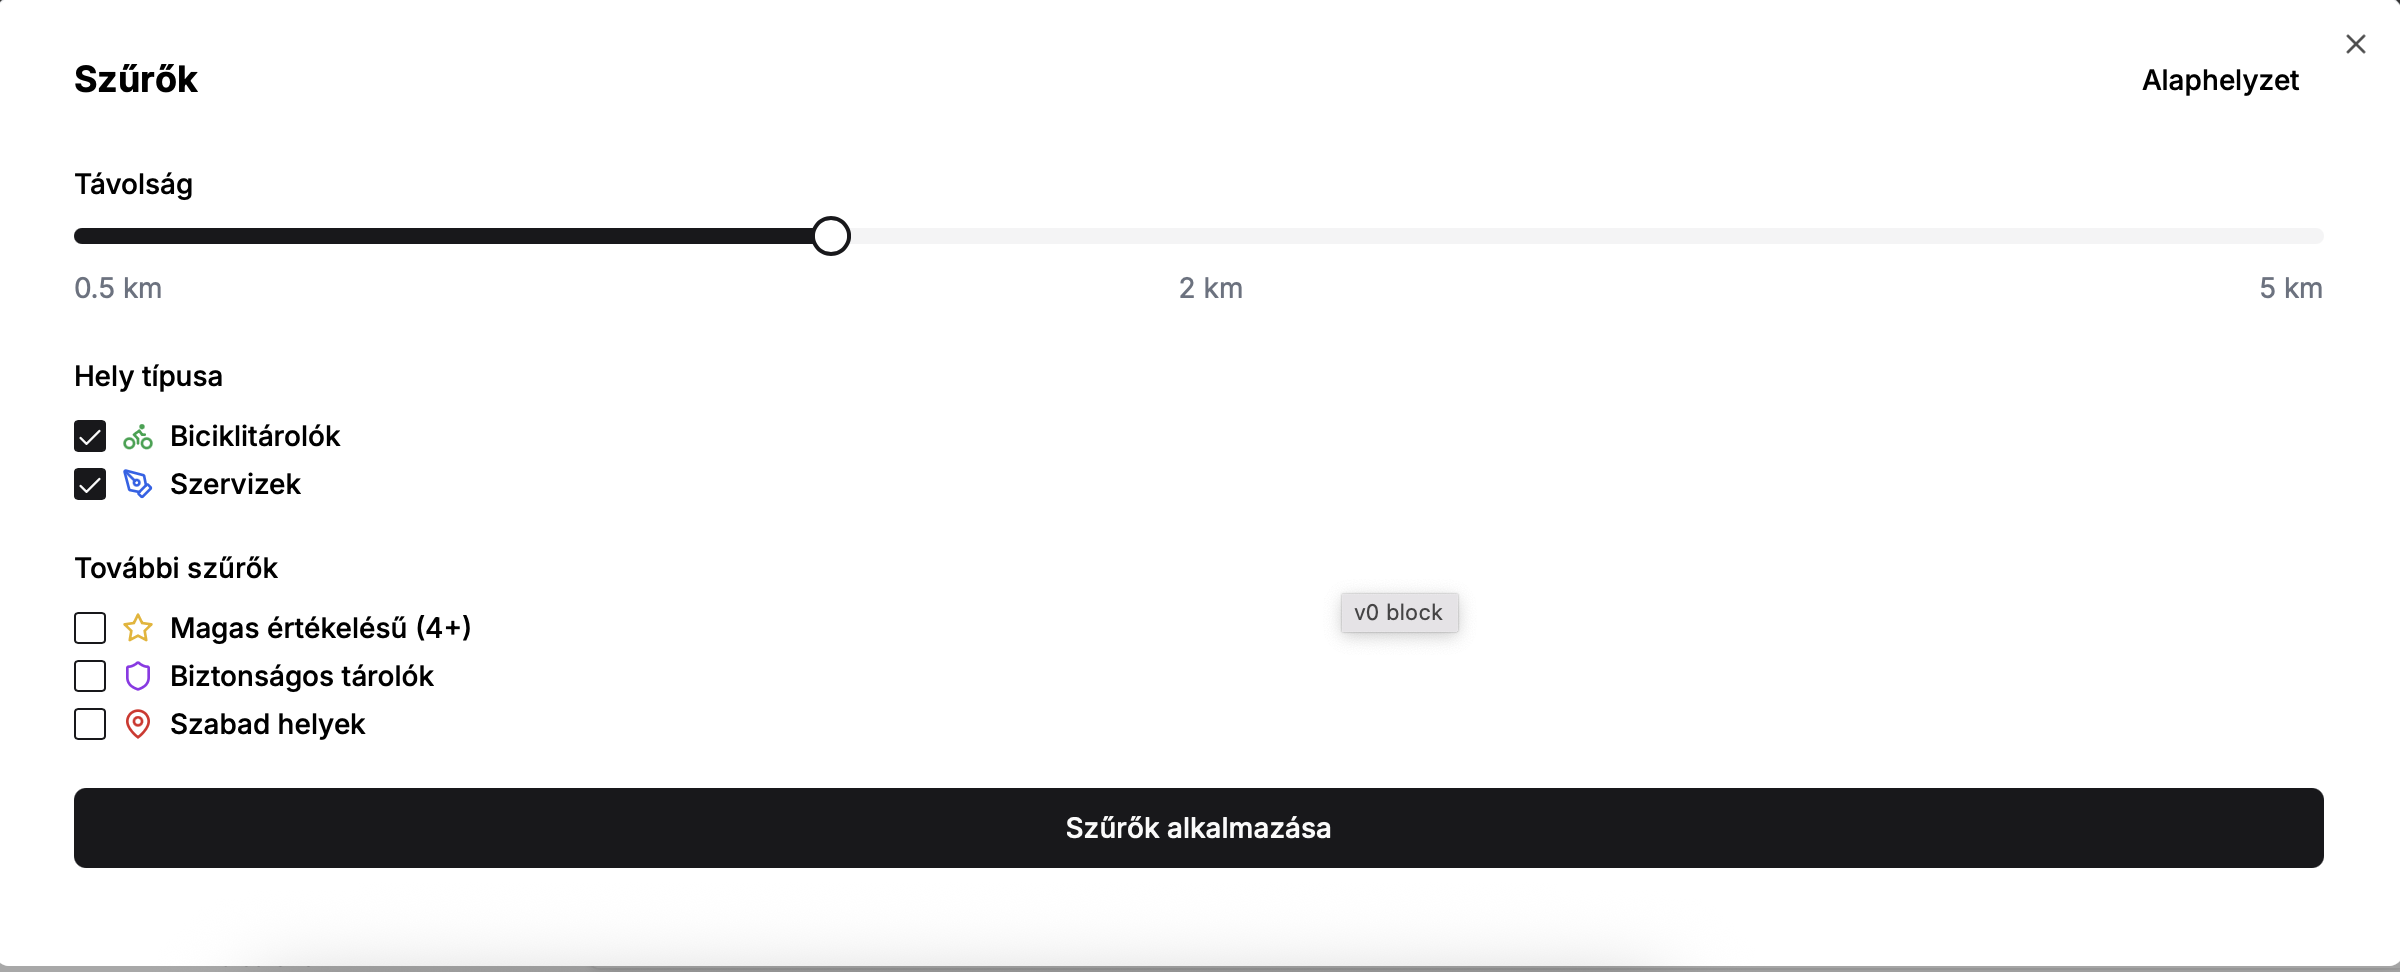 Szűrők
Alaphelyzet
Távolság
0.5 km
2 km
5 km
Hely típusa
Biciklitárolók
Szervizek
További szűrők
Magas értékelésű (4+)
v0 block
Biztonságos tárolók
Szabad helyek
Szűrők alkalmazása